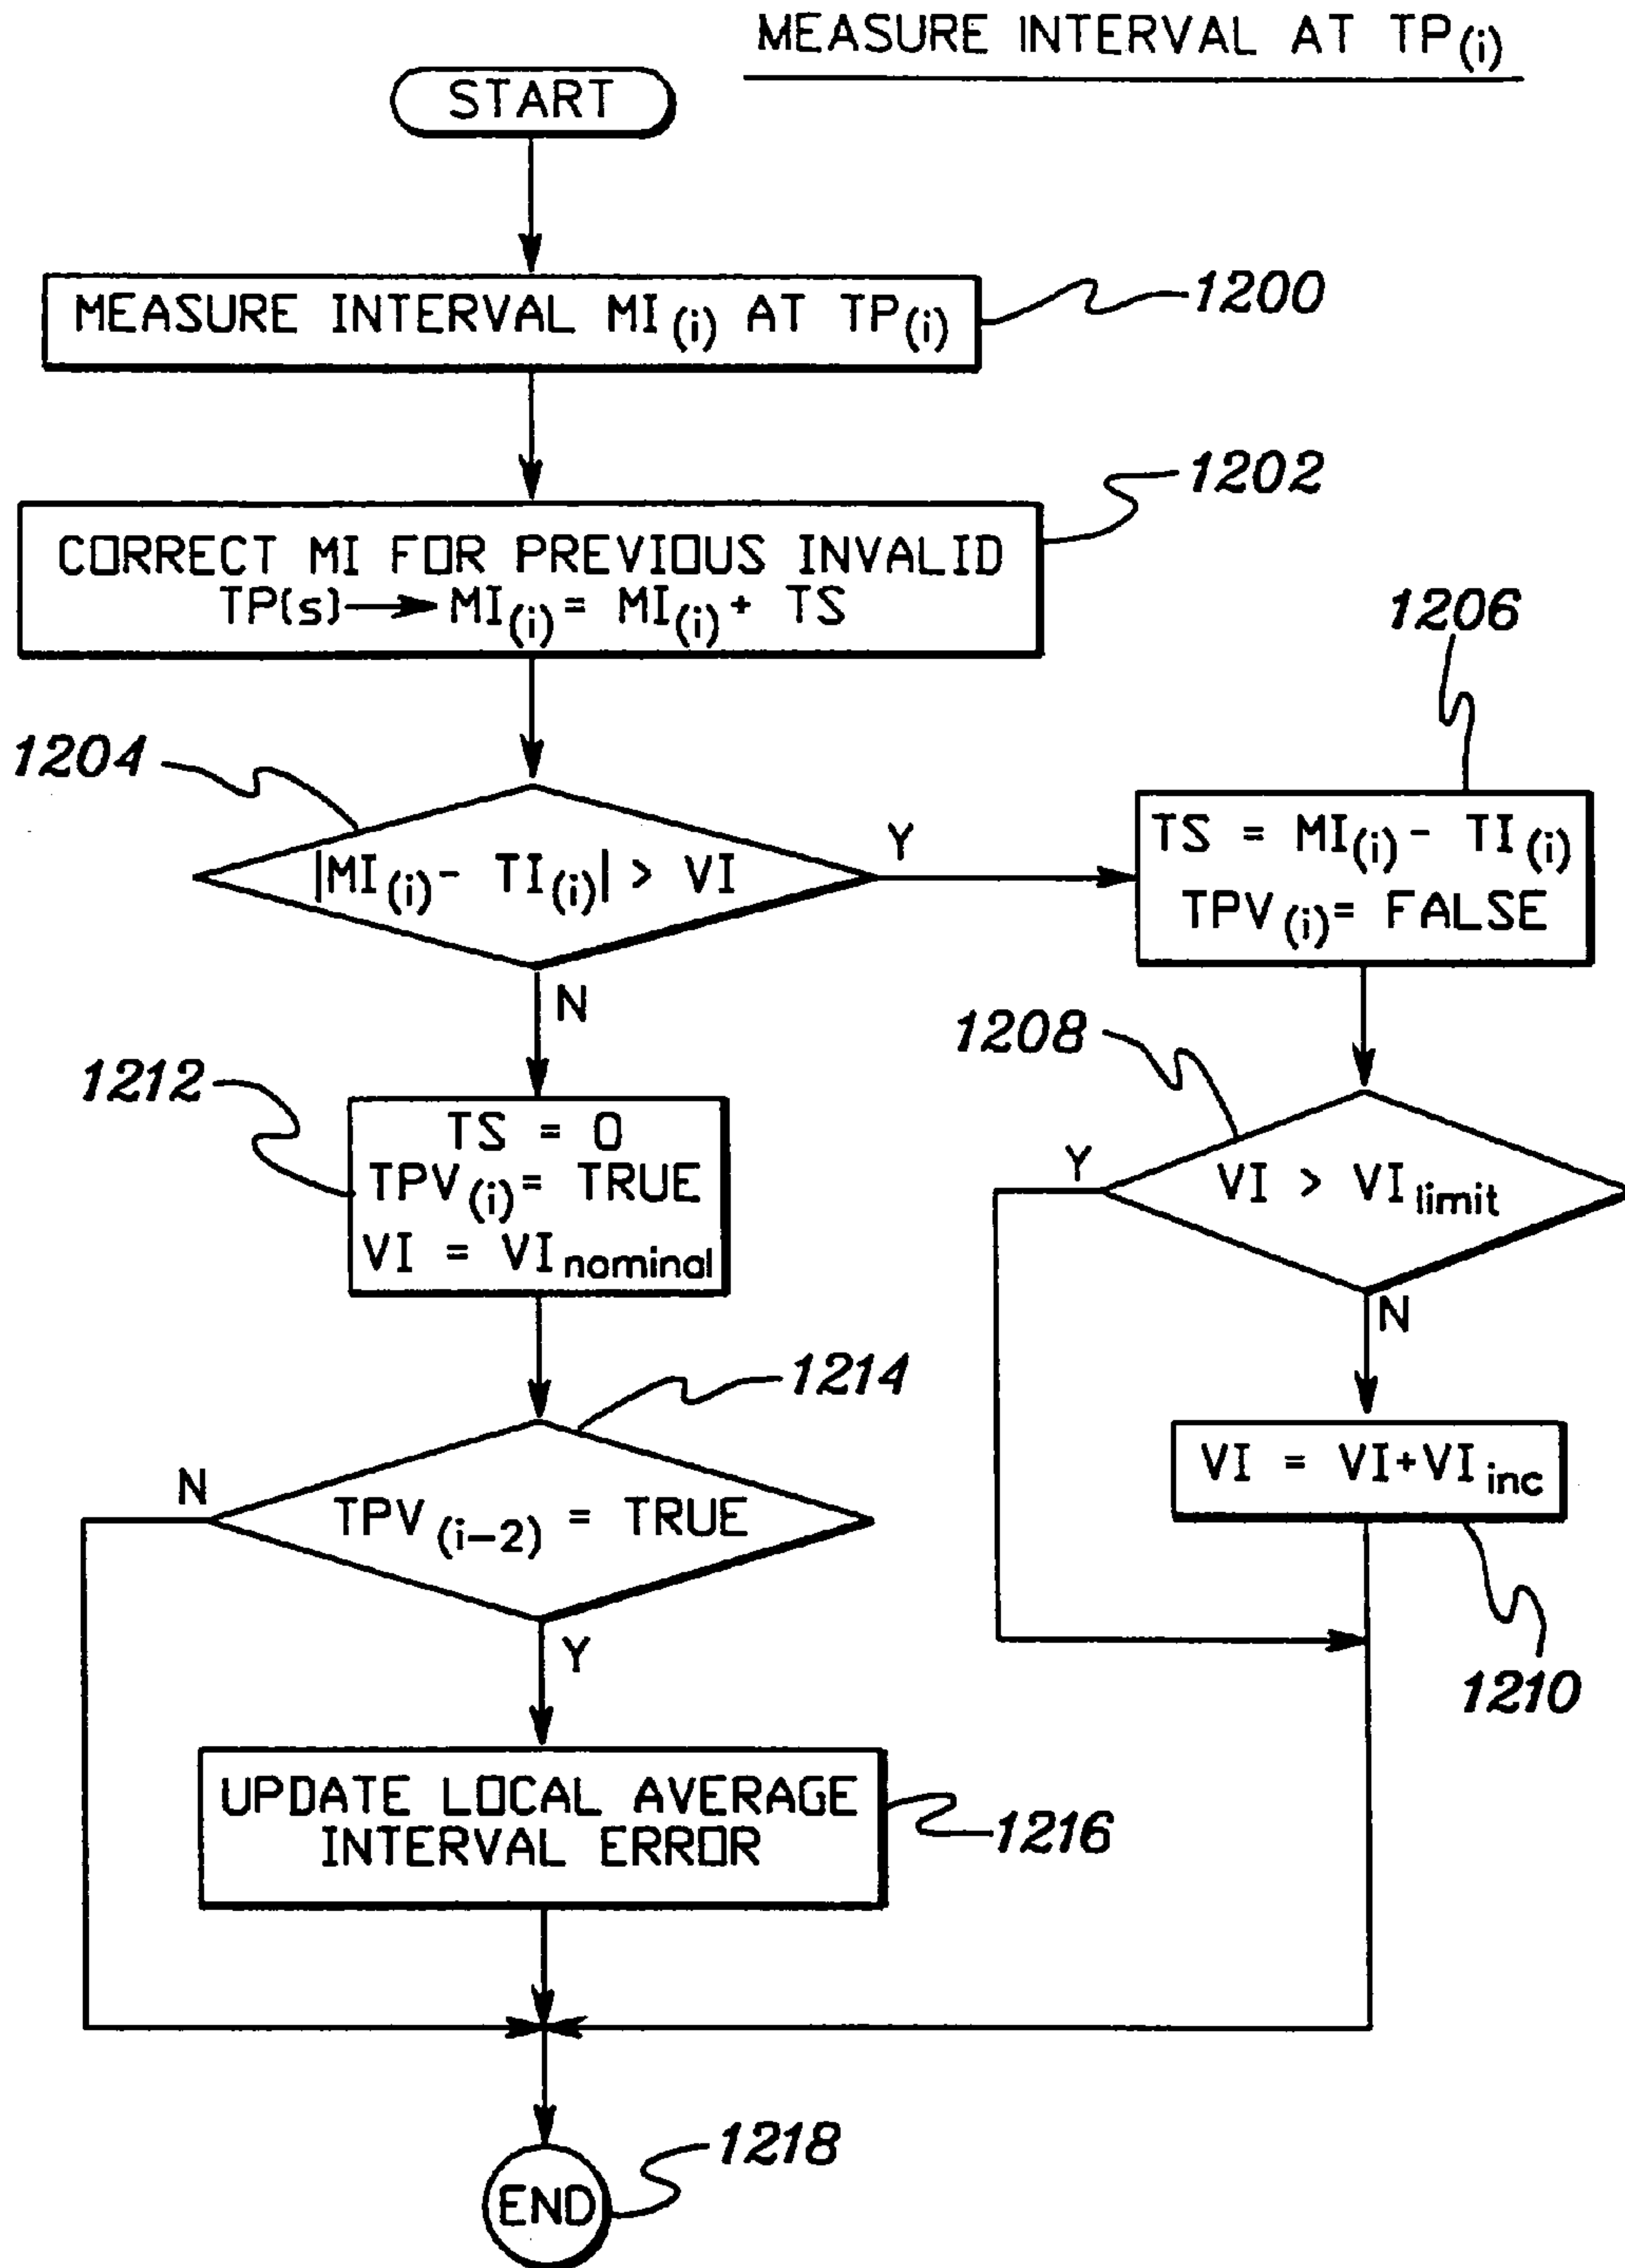 MEASURE INTERVAL AT TP(i)
START
MEASURE INTERVAL MI(i) AT TP(i)
1200
CORRECT MI FOR PREVIOUS INVALID
TP(s)→ MI(i) = MI(i) + TS
1202
1204
|MI(i) - TI(i)| > VI
Y
N
1206
TS = MI(i) - TI(i)
TPV(i) = FALSE
1208
VI > VIlimit
Y
N
VI = VI+VIinc
1210
1212
TS = 0
TPV(i) = TRUE
VI = VInominal
1214
TPV(i-2) = TRUE
N
Y
UPDATE LOCAL AVERAGE
INTERVAL ERROR
1216
END
1218